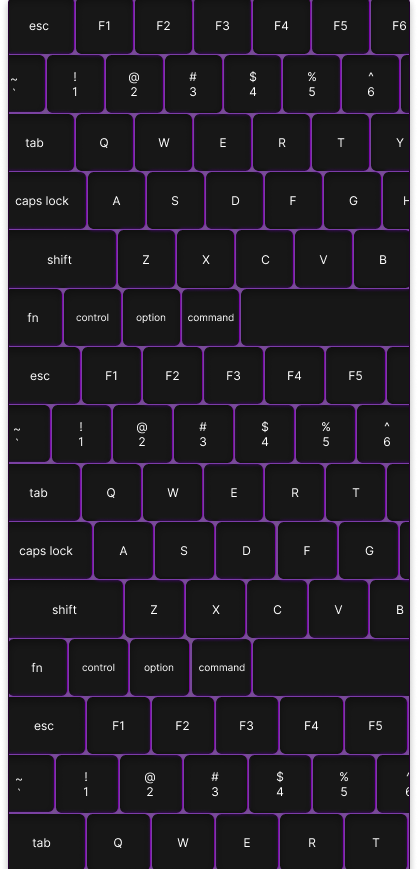 esc F1 F2 F3 F4 F5 F6
~ ! @ # $ % ^
` 1 2 3 4 5 6
tab Q W E R T Y
caps lock A S D F G H
shift Z X C V B
fn control option command
esc F1 F2 F3 F4 F5
~ ! @ # $ % ^
` 1 2 3 4 5 6
tab Q W E R T
caps lock A S D F G
shift Z X C V B
fn control option command
esc F1 F2 F3 F4 F5
~ ! @ # $ % ^
` 1 2 3 4 5 6
tab Q W E R T